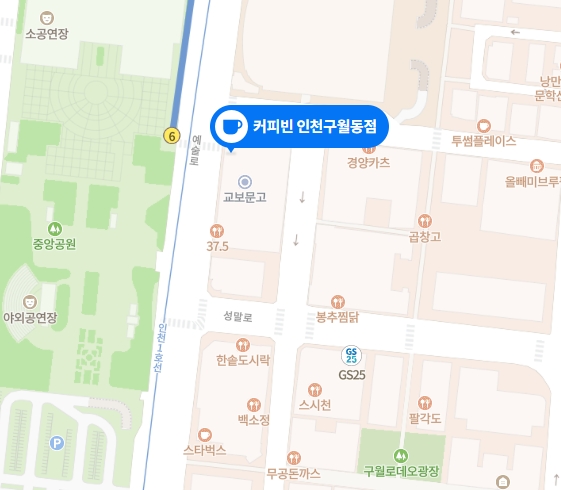 소공연장
낭만
문학산
커피빈 인천구월동점
6
예술로
투썸플레이스
경양카츠
올빼미브루
교보문고
중앙공원
37.5
곱창고
야외공연장
성말로
봉추찜닭
인천1호선
한솥도시락
GS
25
GS25
스시천
백소정
팔각도
P
스타벅스
무공돈까스
구월로데오광장